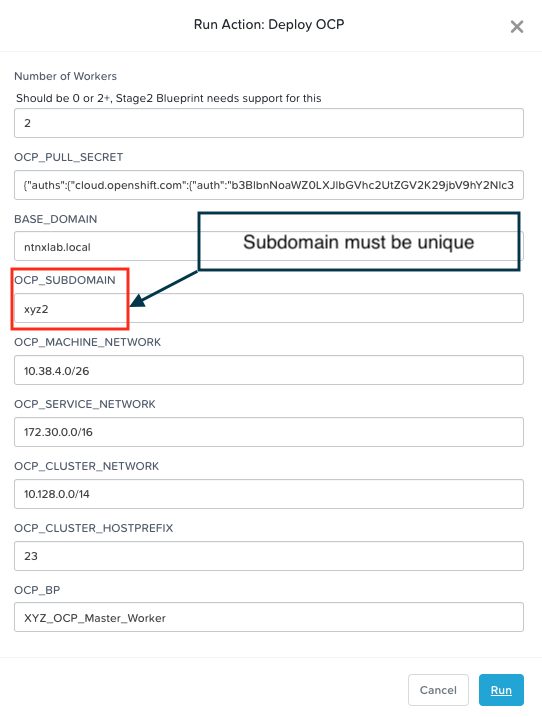 Run Action: Deploy OCP
Number of Workers
Should be 0 or 2+, Stage2 Blueprint needs support for this
2
OCP_PULL_SECRET
{"auths":{"cloud.openshift.com":{"auth":"b3BlbnNoaWZ0LXJlbGVhc2UtZGV2K29jbV9hY2Nlc3
BASE_DOMAIN
Subdomain must be unique
ntnxlab.local
OCP_SUBDOMAIN
xyz2
OCP_MACHINE_NETWORK
10.38.4.0/26
OCP_SERVICE_NETWORK
172.30.0.0/16
OCP_CLUSTER_NETWORK
10.128.0.0/14
OCP_CLUSTER_HOSTPREFIX
23
OCP_BP
XYZ_OCP_Master_Worker
Cancel
Run